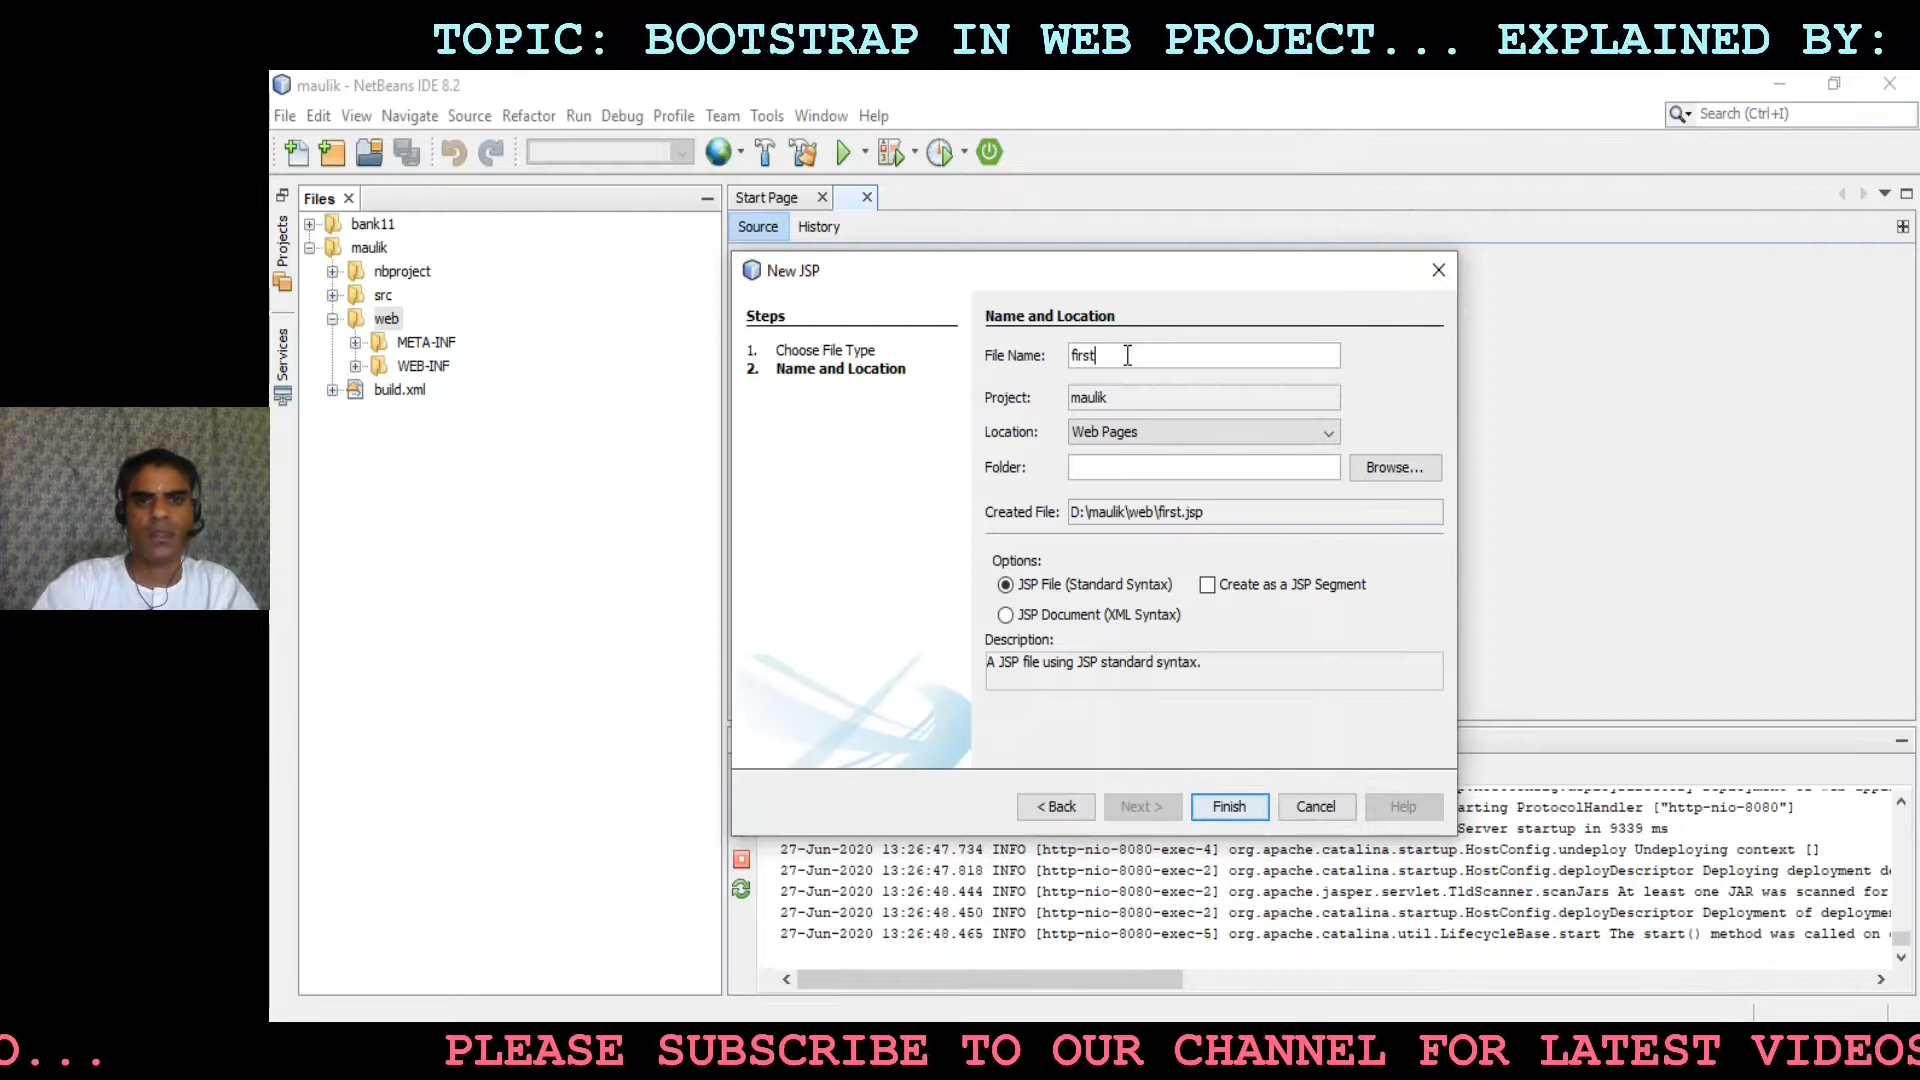 TOPIC: BOOTSTRAP IN WEB PROJECT... EXPLAINED BY:
maulik - NetBeans IDE 8.2
File Edit View Navigate Source Refactor Run Debug Profile Team Tools Window Help
Search (Ctrl+I)
Files
Start Page
Projects
Services
Source History
bank11
maulik
nbproject
src
web
META-INF
WEB-INF
build.xml
New JSP
Steps
1. Choose File Type
2. Name and Location
Name and Location
File Name: first
Project: maulik
Location: Web Pages
Folder: Browse...
Created File: D:\maulik\web\first.jsp
Options:
JSP File (Standard Syntax) Create as a JSP Segment
JSP Document (XML Syntax)
Description:
A JSP file using JSP standard syntax.
< Back Next > Finish Cancel Help
arting ProtocolHandler ["http-nio-8080"]
Server startup in 9339 ms
27-Jun-2020 13:26:47.734 INFO [http-nio-8080-exec-4] org.apache.catalina.startup.HostConfig.undeploy Undeploying context []
27-Jun-2020 13:26:47.818 INFO [http-nio-8080-exec-2] org.apache.catalina.startup.HostConfig.deployDescriptor Deploying deployment de
27-Jun-2020 13:26:48.444 INFO [http-nio-8080-exec-2] org.apache.jasper.servlet.TldScanner.scanJars At least one JAR was scanned for
27-Jun-2020 13:26:48.450 INFO [http-nio-8080-exec-2] org.apache.catalina.startup.HostConfig.deployDescriptor Deployment of deployme
27-Jun-2020 13:26:48.465 INFO [http-nio-8080-exec-5] org.apache.catalina.util.LifecycleBase.start The start() method was called on
O... PLEASE SUBSCRIBE TO OUR CHANNEL FOR LATEST VIDEOS